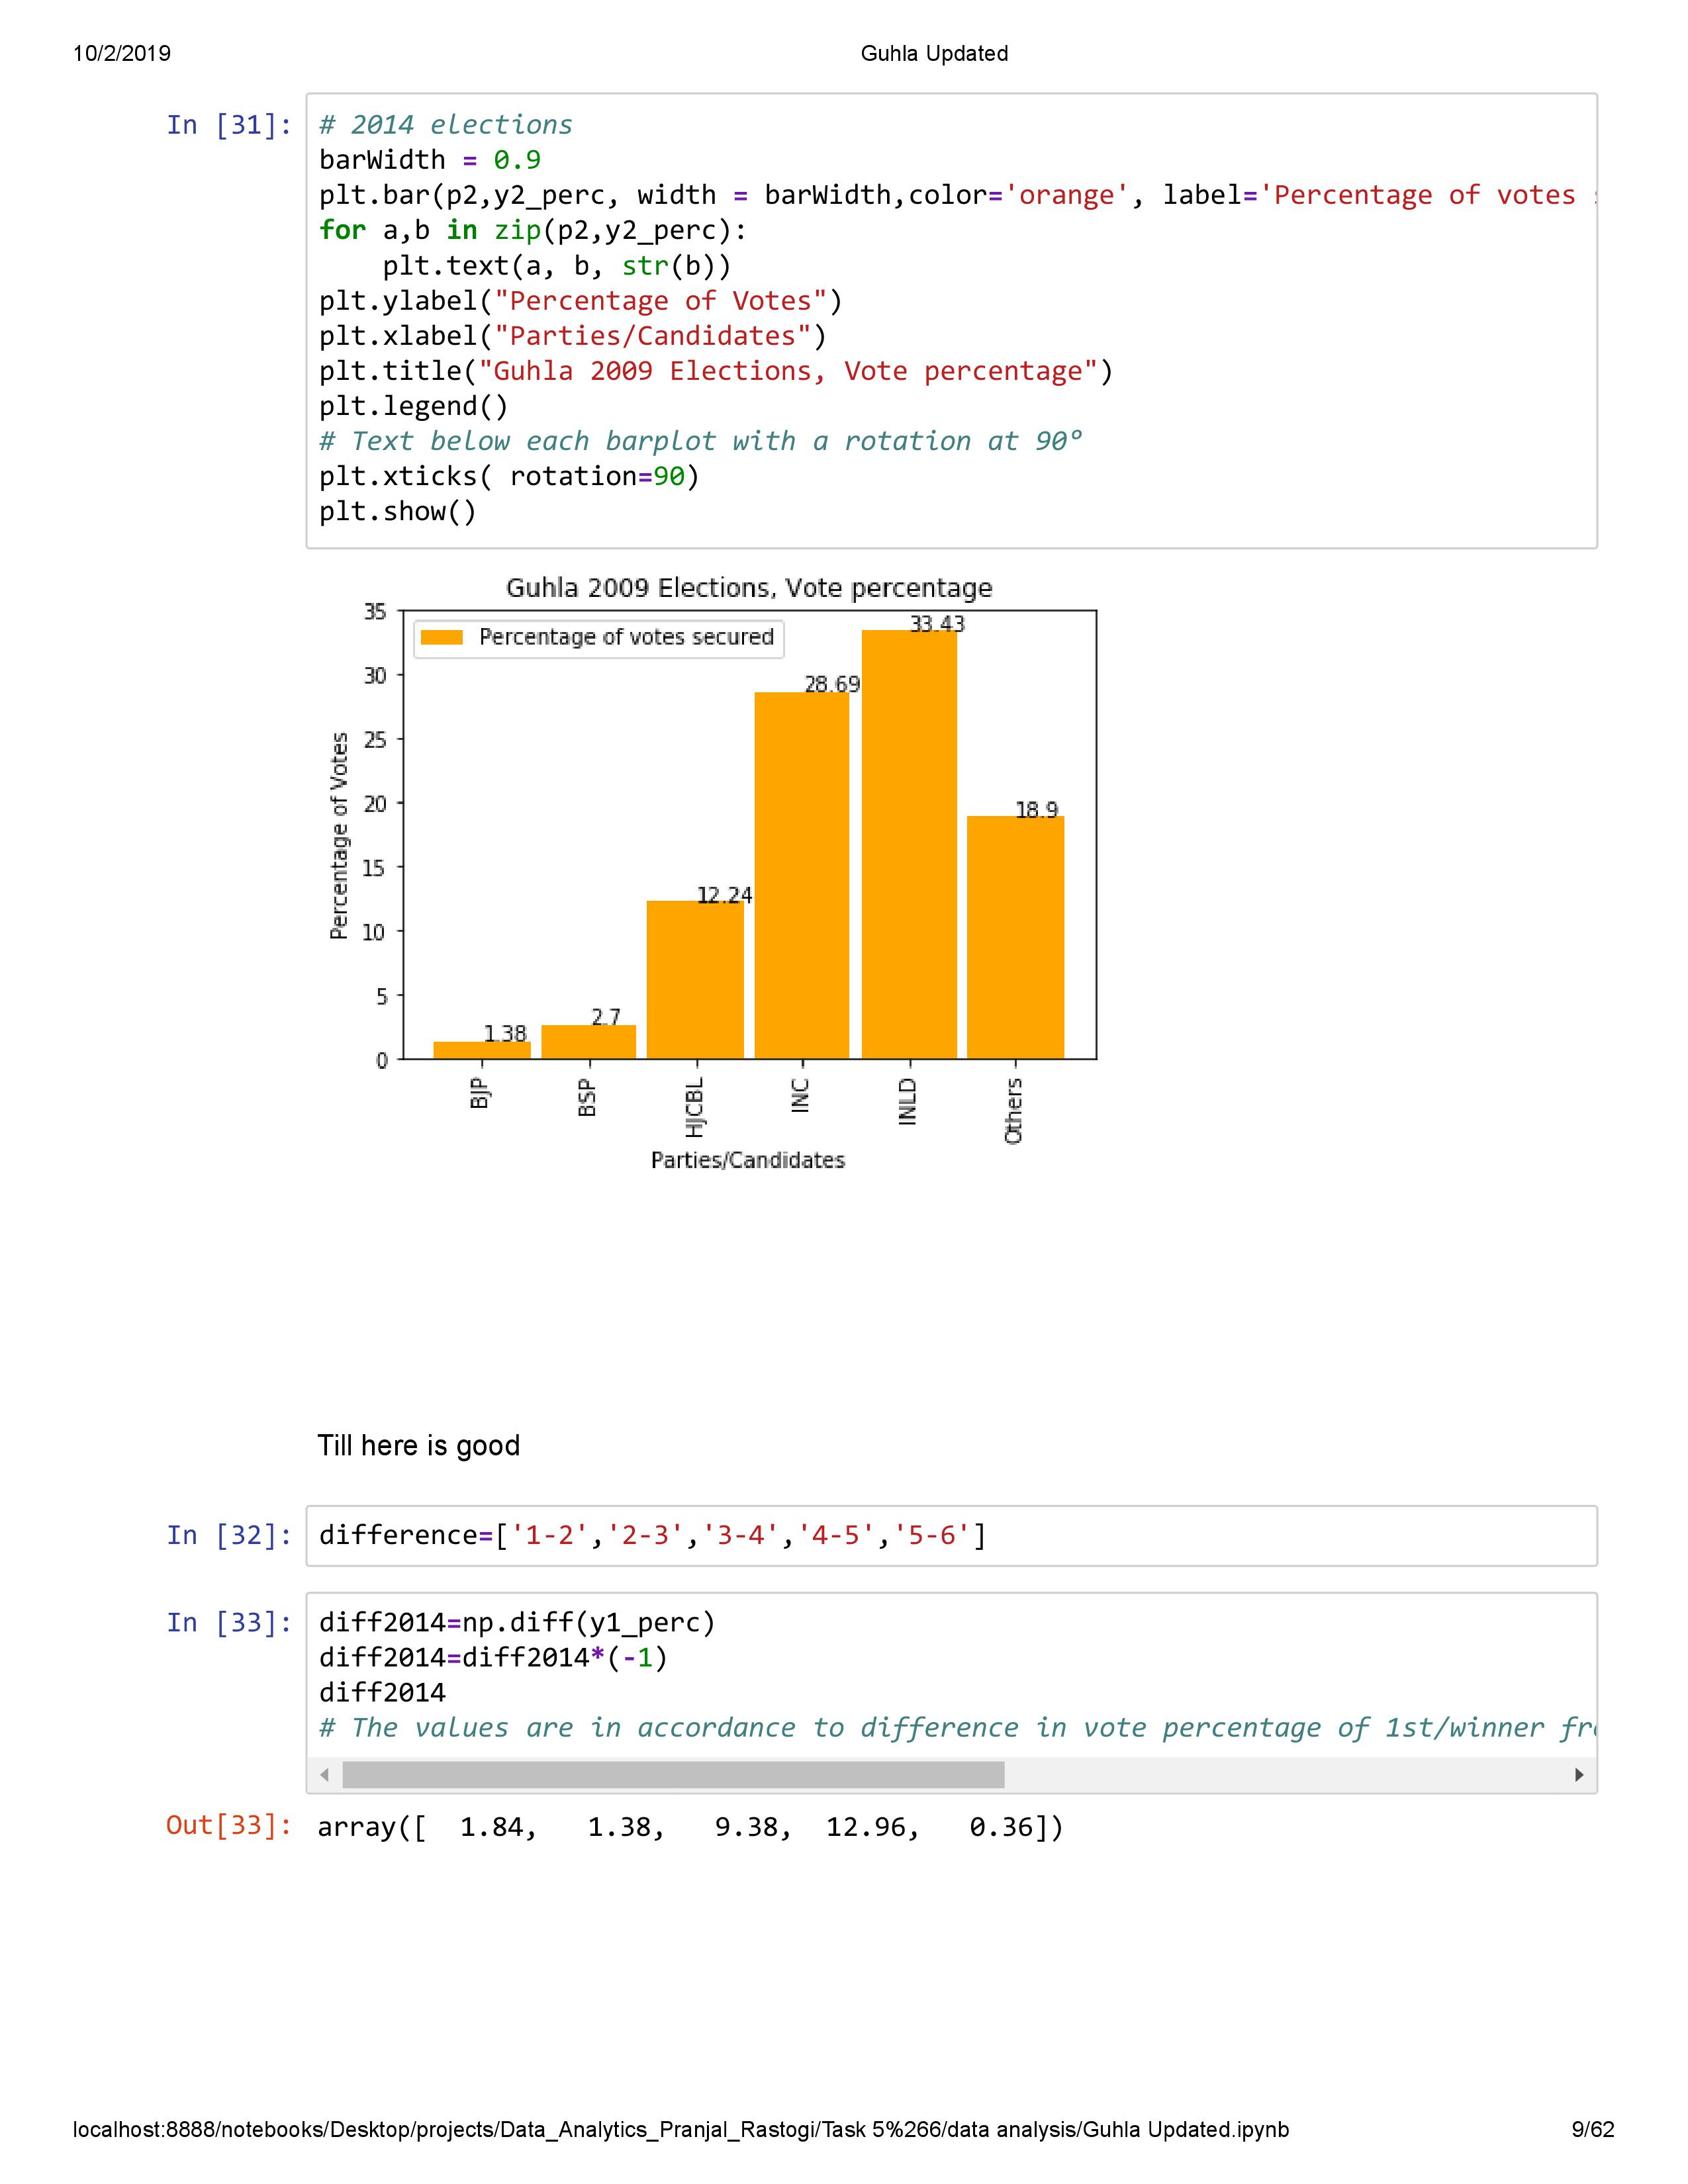 10/2/2019 Guhla Updated
In [31]: # 2014 elections
barWidth = 0.9
plt.bar(p2,y2_perc, width = barWidth,color='orange', label='Percentage of votes
for a,b in zip(p2,y2_perc):
    plt.text(a, b, str(b))
plt.ylabel("Percentage of Votes")
plt.xlabel("Parties/Candidates")
plt.title("Guhla 2009 Elections, Vote percentage")
plt.legend()
# Text below each barplot with a rotation at 90º
plt.xticks( rotation=90)
plt.show()
Guhla 2009 Elections, Vote percentage
Percentage of votes secured
Percentage of Votes
35
30
25
20
15
10
5
0
1.38
2.7
12.24
28.69
33.43
18.9
BJP
BSP
HJCBL
INC
INLD
Others
Parties/Candidates
Till here is good
In [32]: difference=['1-2','2-3','3-4','4-5','5-6']
In [33]: diff2014=np.diff(y1_perc)
diff2014=diff2014*(-1)
diff2014
# The values are in accordance to difference in vote percentage of 1st/winner
Out[33]: array([  1.84,   1.38,   9.38,  12.96,   0.36])
localhost:8888/notebooks/Desktop/projects/Data_Analytics_Pranjal_Rastogi/Task 5%266/data analysis/Guhla Updated.ipynb 9/62